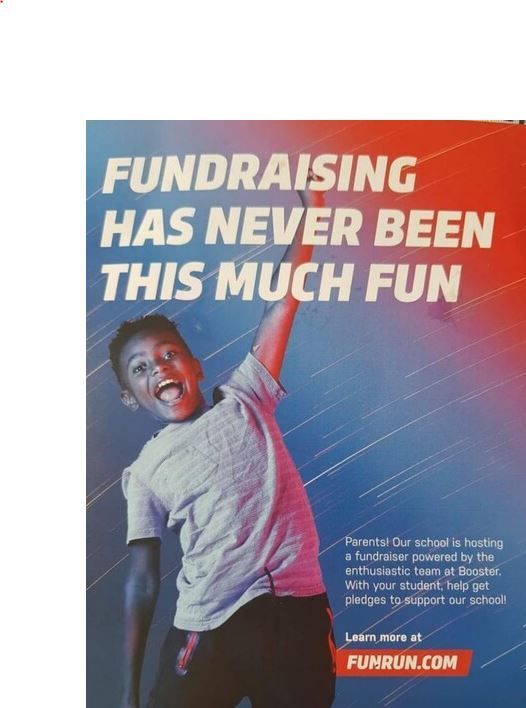 FUNDRAISING
HAS NEVER BEEN
THIS MUCH FUN
Parents! Our school is hosting
a fundraiser powered by the
enthusiastic team at Booster.
With your student, help get
pledges to support our school!
Learn more at
FUNRUN.COM